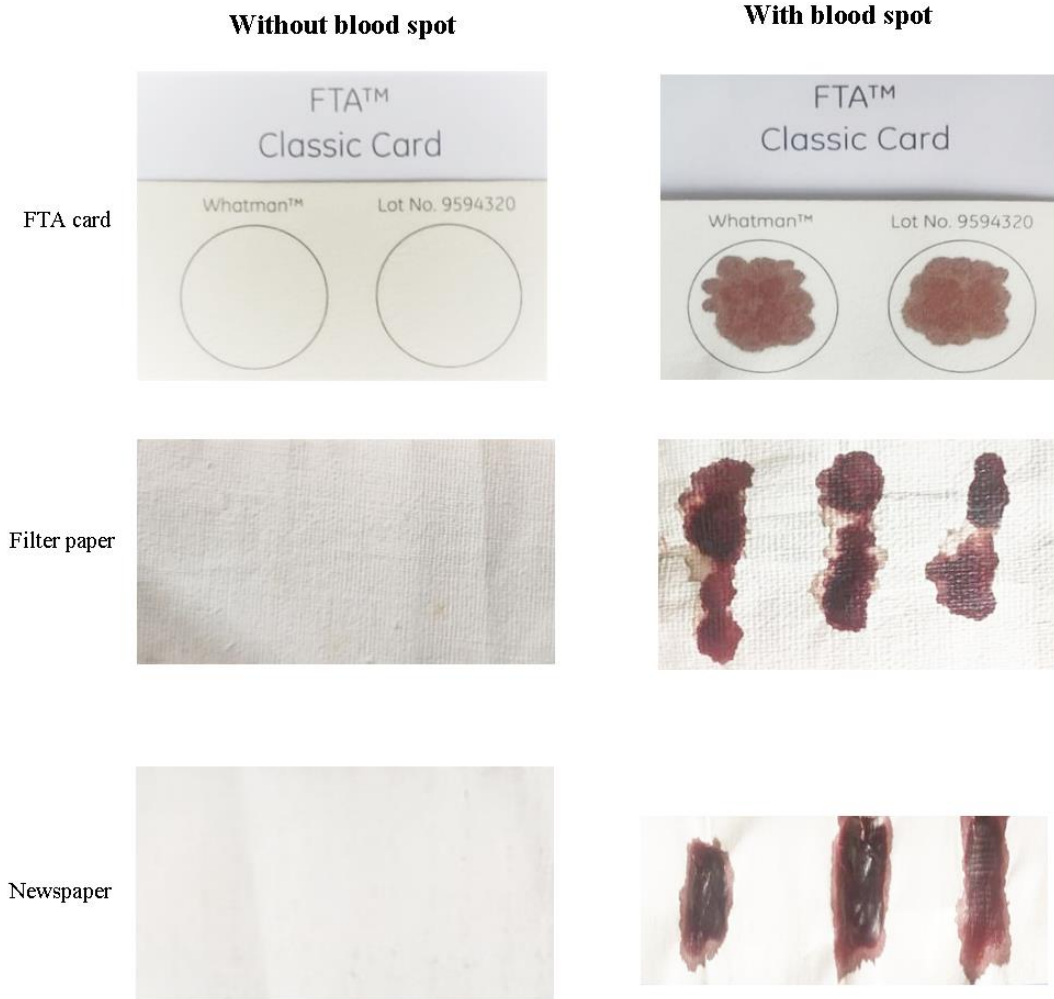 Without blood spot
With blood spot
FTA card
FTA™
Classic Card
Whatman™ Lot No. 9594320
FTA™
Classic Card
Whatman™ Lot No. 9594320
Filter paper
Newspaper